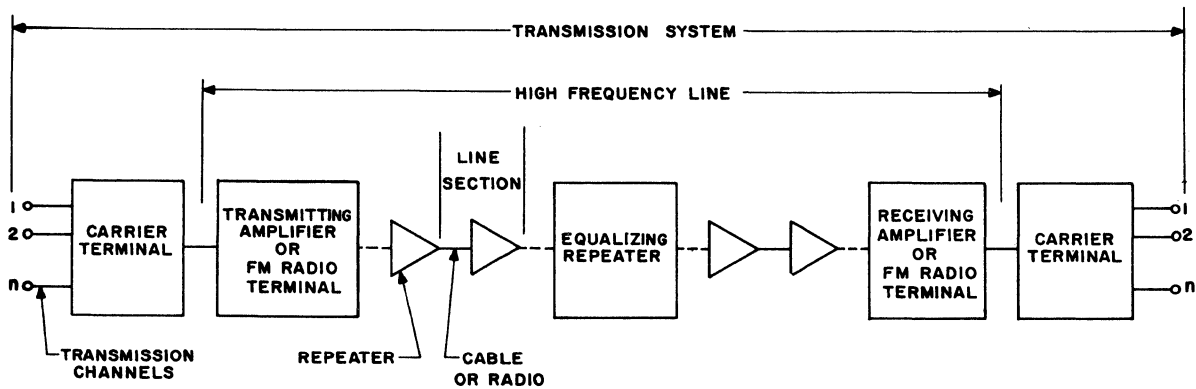 TRANSMISSION SYSTEM
HIGH FREQUENCY LINE
LINE
SECTION
1
2
n
CARRIER
TERMINAL
TRANSMITTING
AMPLIFIER
OR
FM RADIO
TERMINAL
EQUALIZING
REPEATER
RECEIVING
AMPLIFIER
OR
FM RADIO
TERMINAL
CARRIER
TERMINAL
1
2
n
TRANSMISSION
CHANNELS
REPEATER
CABLE
OR RADIO